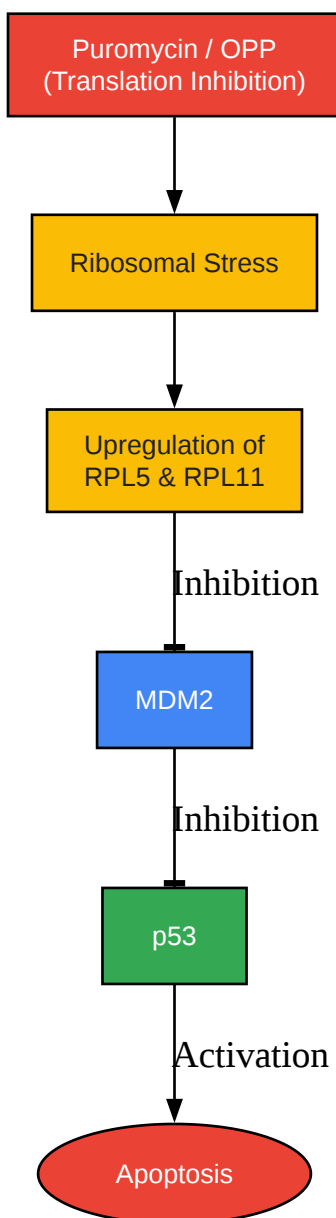 Puromycin / OPP
(Translation Inhibition)
Ribosomal Stress
Upregulation of
RPL5 & RPL11
Inhibition
MDM2
Inhibition
p53
Activation
Apoptosis